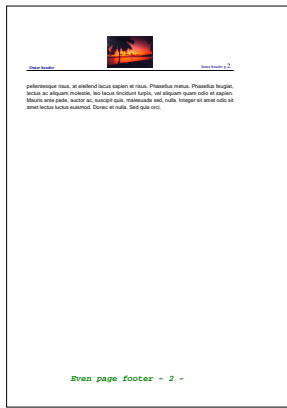 Outer header Inner header p 2
pellentesque risus, at eleifend lacus sapien et risus. Phasellus metus. Phasellus feugiat,
lectus ac aliquam molestie, leo lacus tincidunt turpis, vel aliquam quam odio et sapien.
Mauris ante pede, auctor ac, suscipit quis, malesuada sed, nulla. Integer sit amet odio sit
amet lectus luctus euismod. Donec et nulla. Sed quis orci.
Even page footer - 2 -